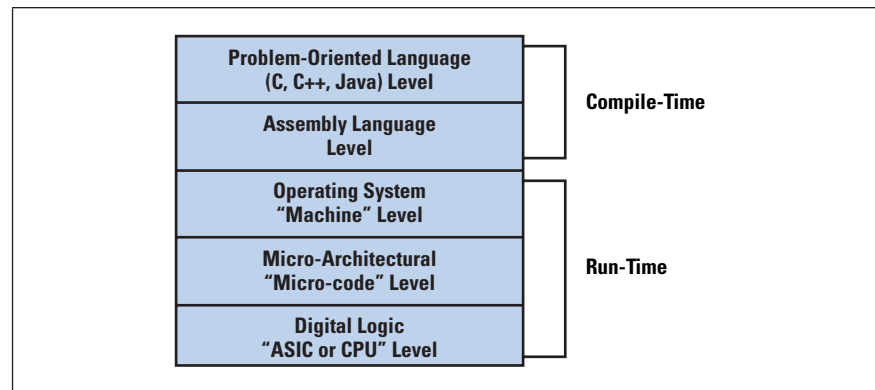 Problem-Oriented Language
(C, C++, Java) Level
Compile-Time
Assembly Language
Level
Operating System
“Machine” Level
Micro-Architectural
“Micro-code” Level
Run-Time
Digital Logic
“ASIC or CPU” Level